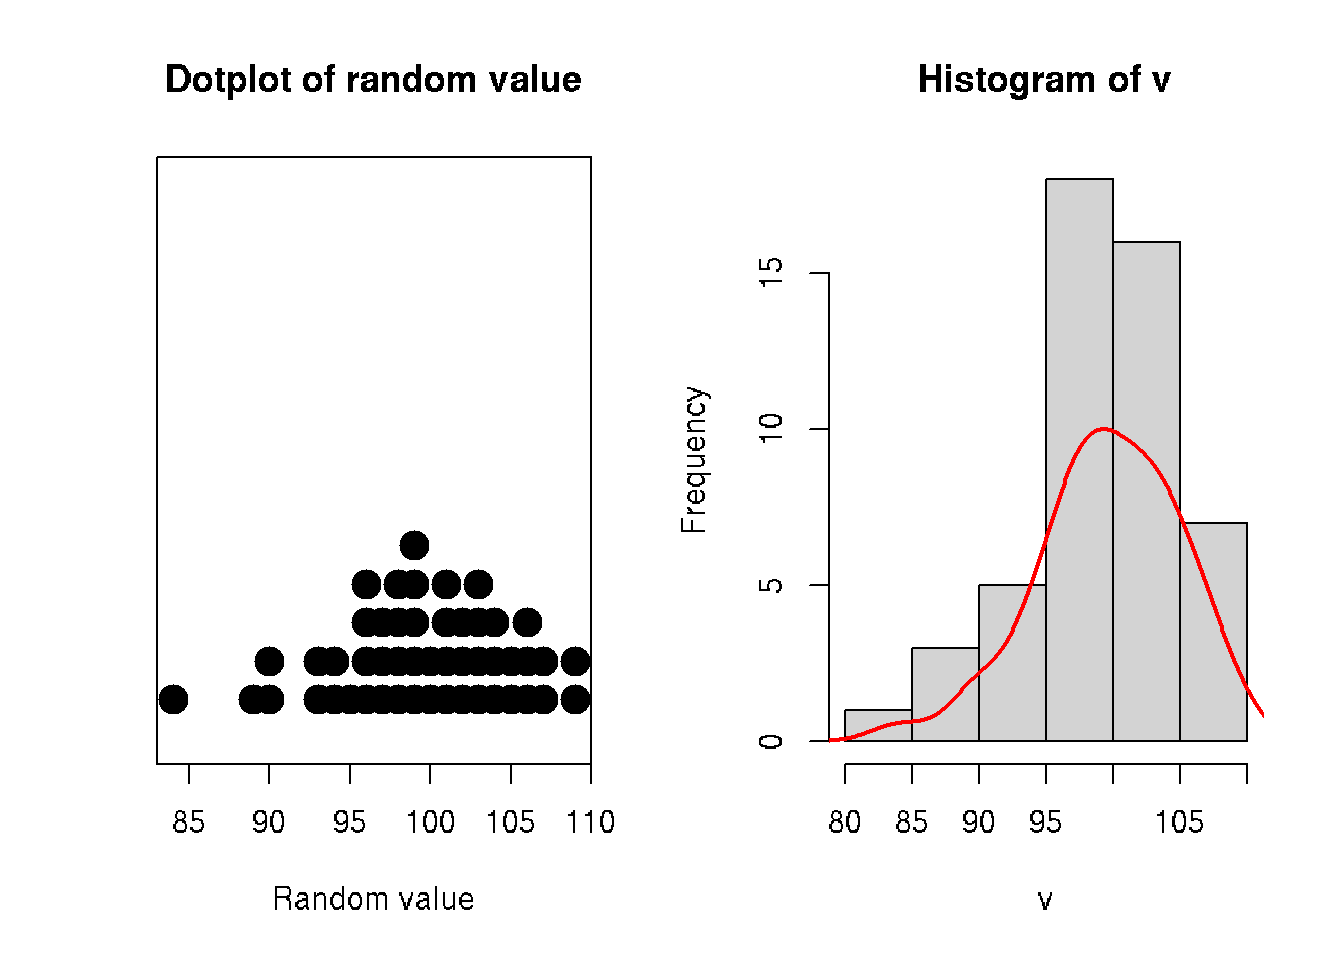 Dotplot of random value
85 90 95 100 105 110
Random value
Histogram of v
Frequency
0 5 10 15
80 85 90 95 105
v